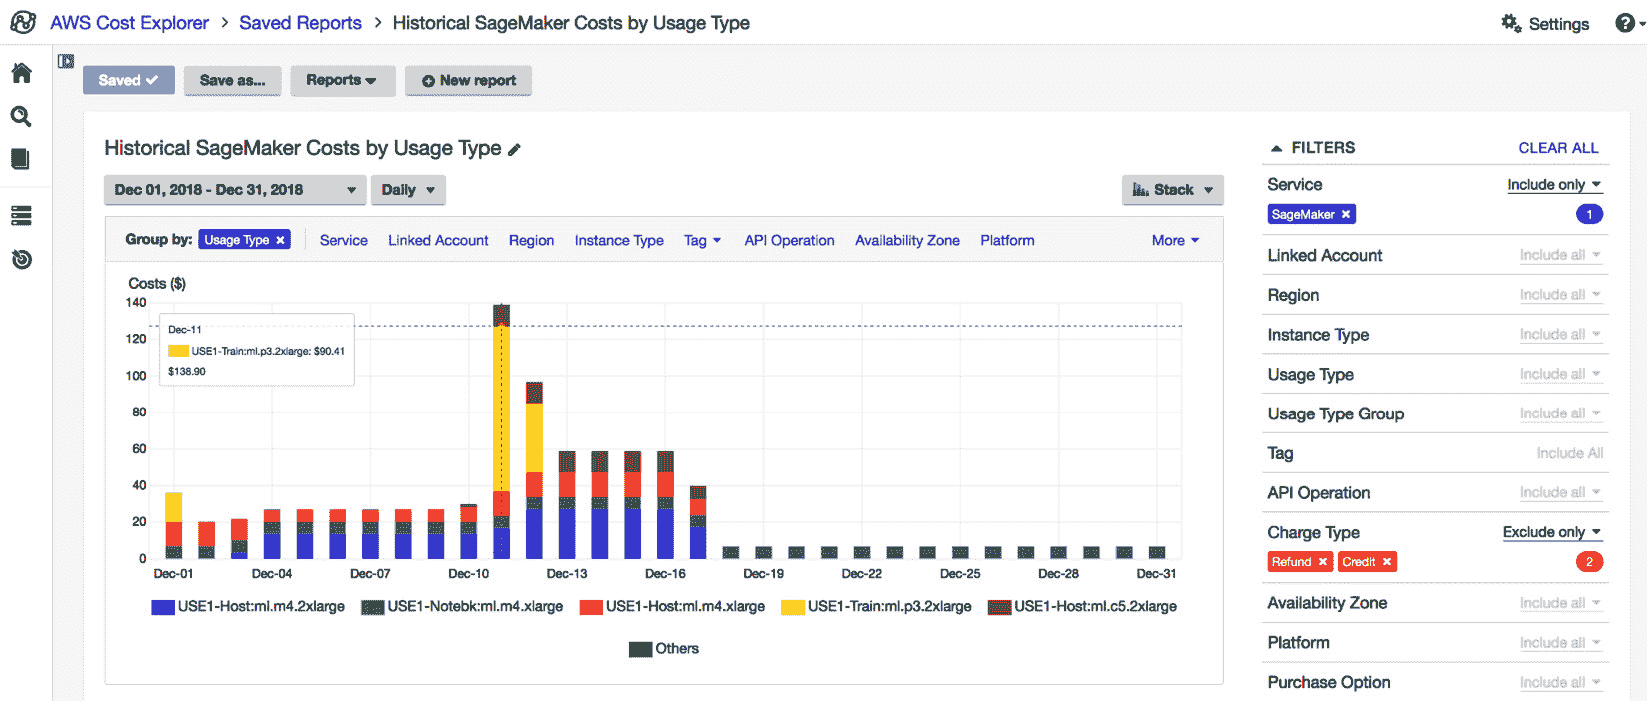 AWS Cost Explorer > Saved Reports > Historical SageMaker Costs by Usage Type
Settings
?
Saved
Save as...
Reports
New report
Historical SageMaker Costs by Usage Type
Dec 01, 2018 - Dec 31, 2018
Daily
Stack
Group by: Usage Type × Service Linked Account Region Instance Type Tag API Operation Availability Zone Platform More
Costs ($)
140
120
100
80
60
40
20
0
Dec-11
USE1-Train:ml.p3.2xlarge: $90.41
$138.90
Dec-01 Dec-04 Dec-07 Dec-10 Dec-13 Dec-16 Dec-19 Dec-22 Dec-25 Dec-28 Dec-31
USE1-Host:ml.m4.2xlarge USE1-Notebk:ml.m4.xlarge USE1-Host:ml.m4.xlarge USE1-Train:ml.p3.2xlarge USE1-Host:ml.c5.2xlarge
Others
FILTERS CLEAR ALL
Service Include only
SageMaker × 1
Linked Account Include all
Region Include all
Instance Type Include all
Usage Type Include all
Usage Type Group Include all
Tag Include All
API Operation Include all
Charge Type Exclude only
Refund × Credit × 2
Availability Zone Include all
Platform Include all
Purchase Option Include all